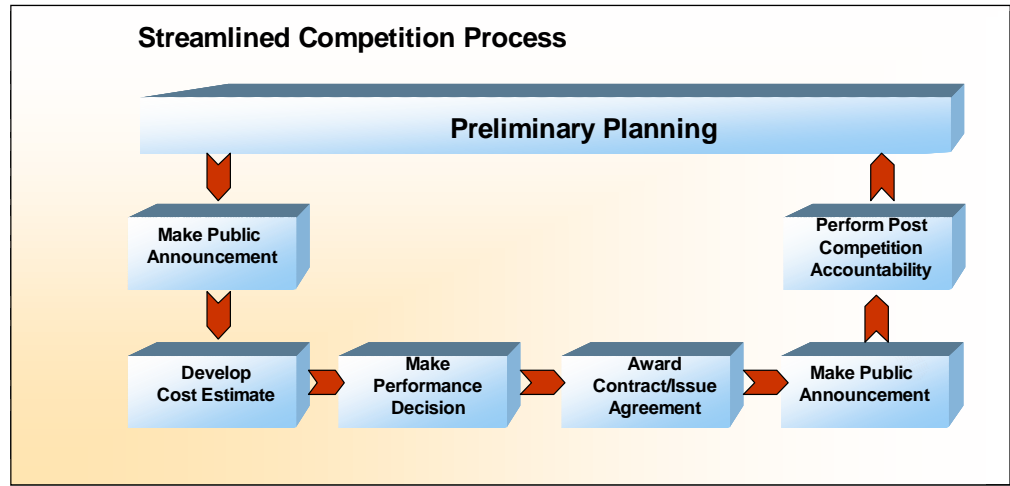 Streamlined Competition Process
Preliminary Planning
Make Public
Announcement
Perform Post
Competition
Accountability
Develop
Cost Estimate
Make
Performance
Decision
Award
Contract/Issue
Agreement
Make Public
Announcement